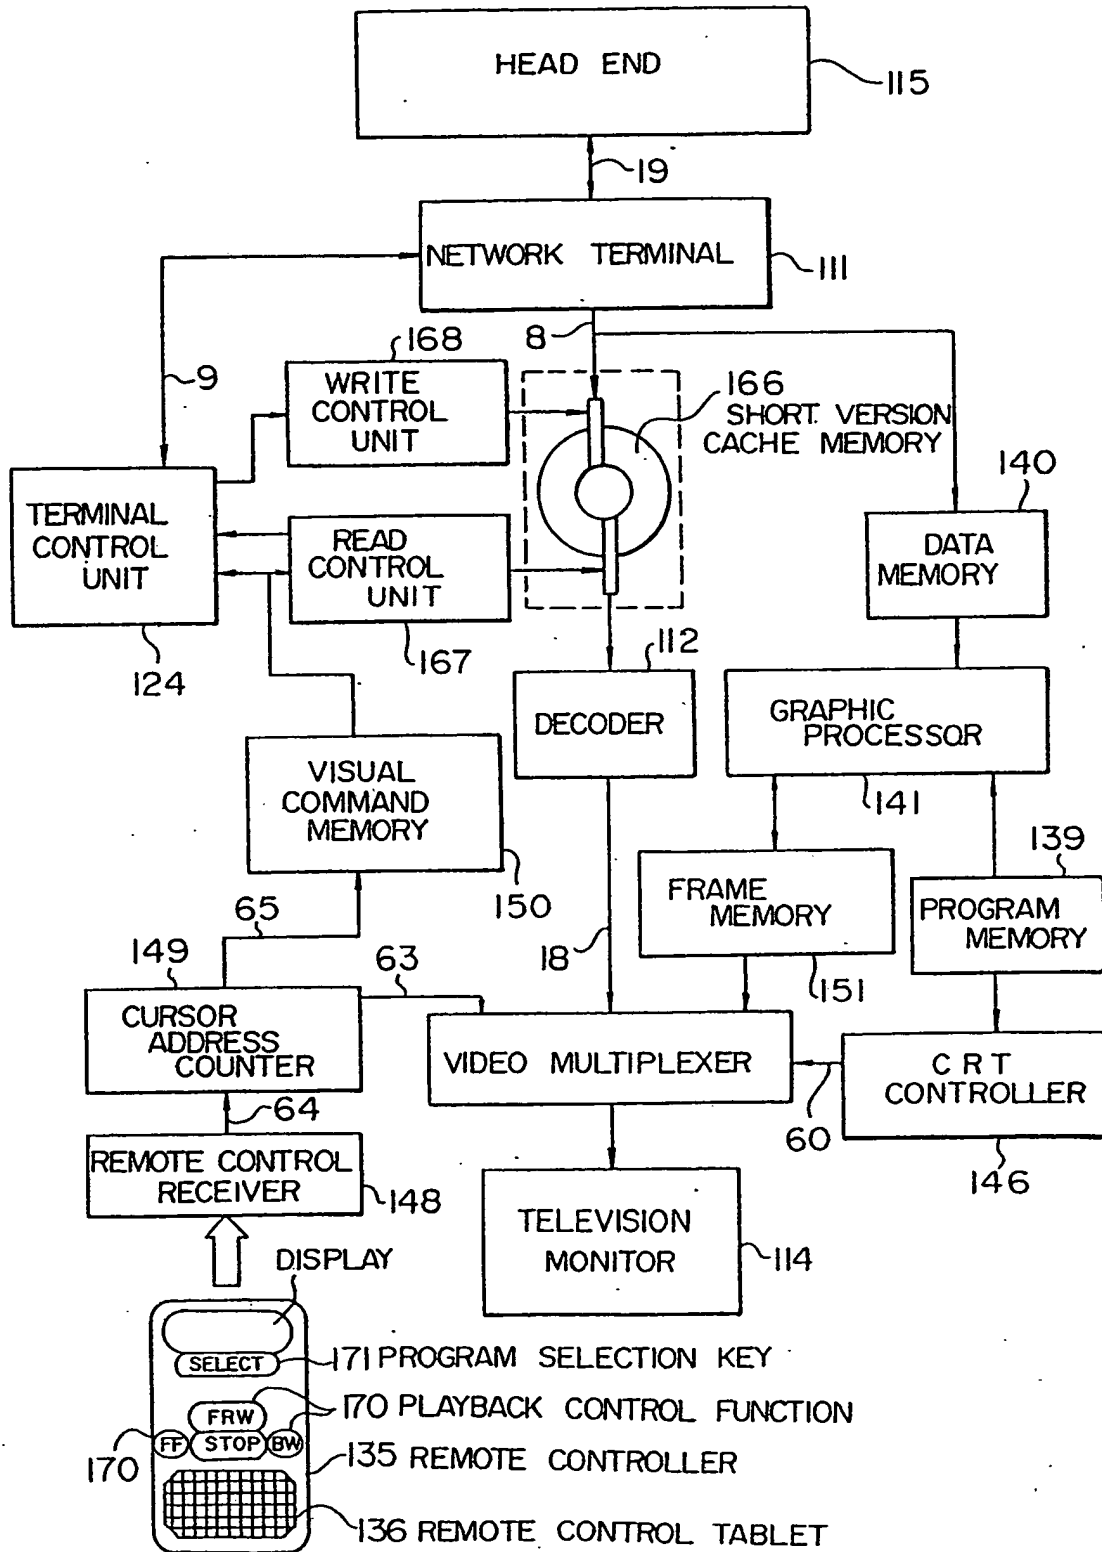 HEAD END
115
19
NETWORK TERMINAL
111
8
168
9
WRITE
CONTROL
UNIT
166
SHORT. VERSION
CACHE MEMORY
140
TERMINAL
CONTROL
UNIT
READ
CONTROL
UNIT
DATA
MEMORY
124
167
112
DECODER
GRAPHIC
PROCESSOR
VISUAL
COMMAND
MEMORY
141
139
150
FRAME
MEMORY
PROGRAM
MEMORY
65
149
63
18
151
CURSOR
ADDRESS
COUNTER
VIDEO MULTIPLEXER
CRT
CONTROLLER
64
60
REMOTE CONTROL
RECEIVER
148
146
TELEVISION
MONITOR
114
DISPLAY
SELECT
171 PROGRAM SELECTION KEY
FRW
170 PLAYBACK CONTROL FUNCTION
FF STOP BW
170
135 REMOTE CONTROLLER
136 REMOTE CONTROL TABLET